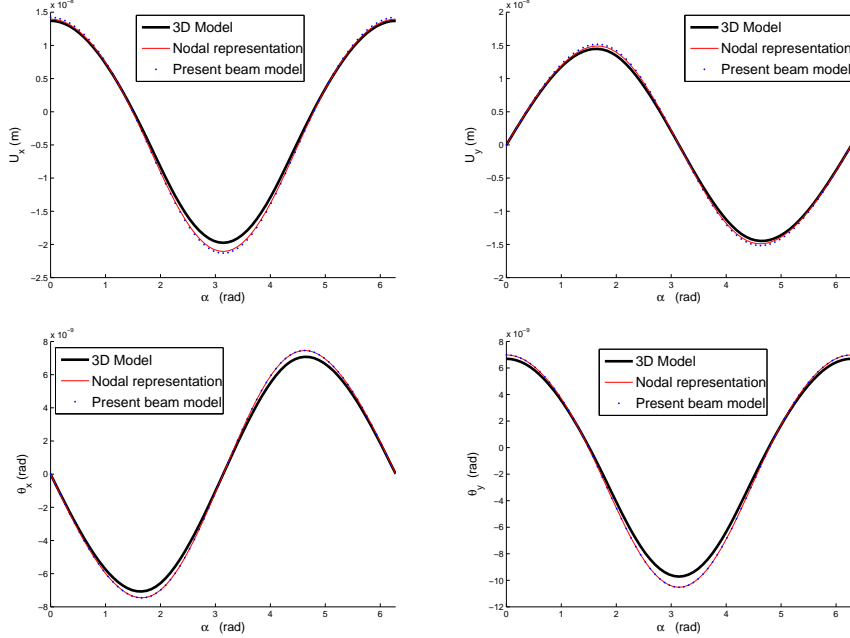 x 10⁻⁸
1.5
1
0.5
0
−0.5
−1
−1.5
−2
−2.5
U_x (m)
0 1 2 3 4 5 6
α (rad)
3D Model
Nodal representation
Present beam model
x 10⁻⁸
2
1.5
1
0.5
0
−0.5
−1
−1.5
−2
U_y (m)
0 1 2 3 4 5 6
α (rad)
3D Model
Nodal representation
Present beam model
x 10⁻⁹
8
6
4
2
0
−2
−4
−6
−8
θ_x (rad)
0 1 2 3 4 5 6
α (rad)
3D Model
Nodal representation
Present beam model
x 10⁻⁹
8
6
4
2
0
−2
−4
−6
−8
−10
−12
θ_y (rad)
0 1 2 3 4 5 6
α (rad)
3D Model
Nodal representation
Present beam model